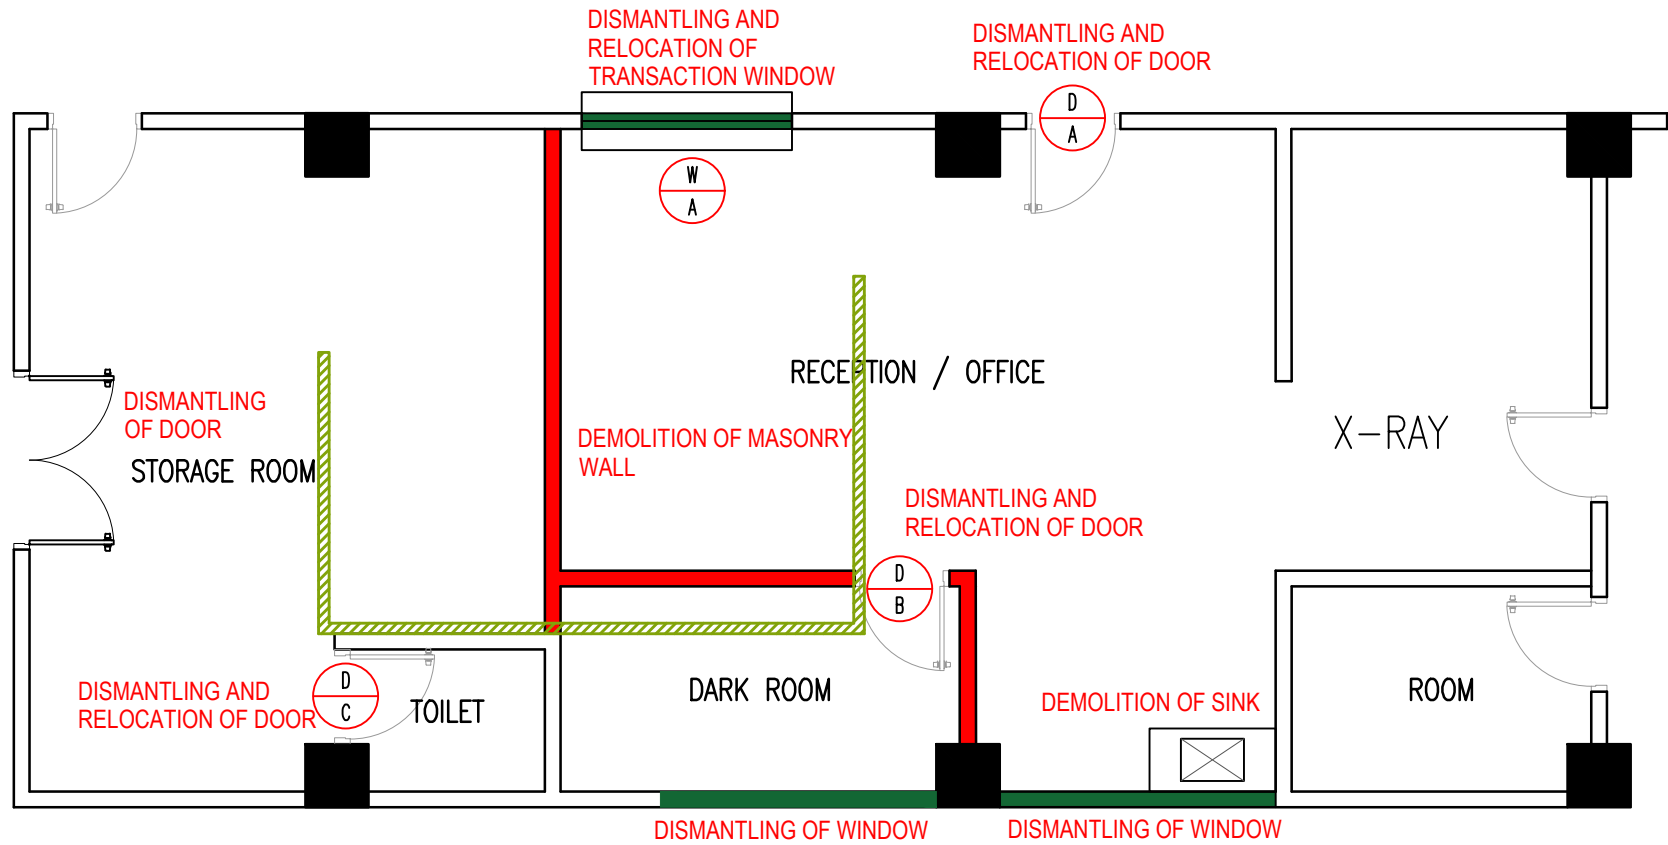 DISMANTLING AND
RELOCATION OF
TRANSACTION WINDOW
DISMANTLING AND
RELOCATION OF DOOR
D
A
W
A
RECEPTION / OFFICE
DISMANTLING
OF DOOR
STORAGE ROOM
DEMOLITION OF MASONRY
WALL
X-RAY
DISMANTLING AND
RELOCATION OF DOOR
D
B
DISMANTLING AND
RELOCATION OF DOOR
D
C
TOILET
DARK ROOM
DEMOLITION OF SINK
ROOM
DISMANTLING OF WINDOW
DISMANTLING OF WINDOW